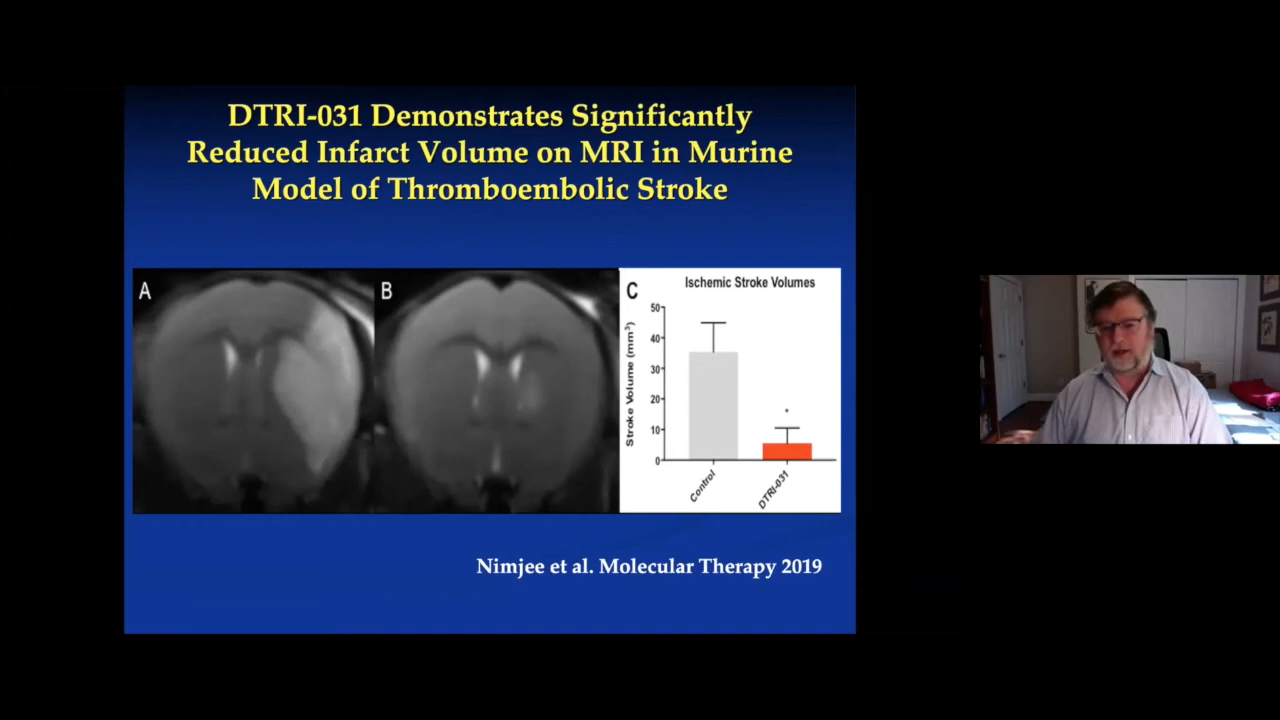 DTRI-031 Demonstrates Significantly
Reduced Infarct Volume on MRI in Murine
Model of Thromboembolic Stroke
A
B
C
Ischemic Stroke Volumes
Stroke Volume (mm³)
50
40
30
20
10
0
*
Control
DTRI-031
Nimjee et al. Molecular Therapy 2019